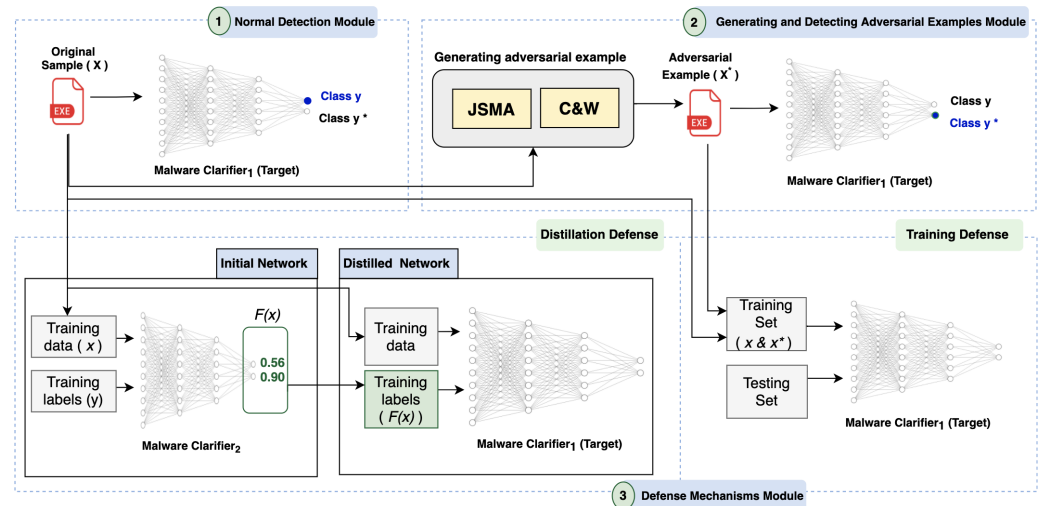 1 Normal Detection Module
Original
Sample ( X )
EXE
Class y
Class y *
Malware Clarifier1 (Target)
2 Generating and Detecting Adversarial Examples Module
Generating adversarial example
JSMA
C&W
Adversarial
Example ( X* )
EXE
Class y
Class y *
Malware Clarifier1 (Target)
Distillation Defense
Training Defense
Initial Network
Distilled Network
Training
data ( x )
Training
labels (y)
F(x)
0.56
0.90
Malware Clarifier2
Training
data
Training
labels
( F(x) )
Malware Clarifier1 (Target)
Training
Set
( x & x* )
Testing
Set
Malware Clarifier1 (Target)
3 Defense Mechanisms Module